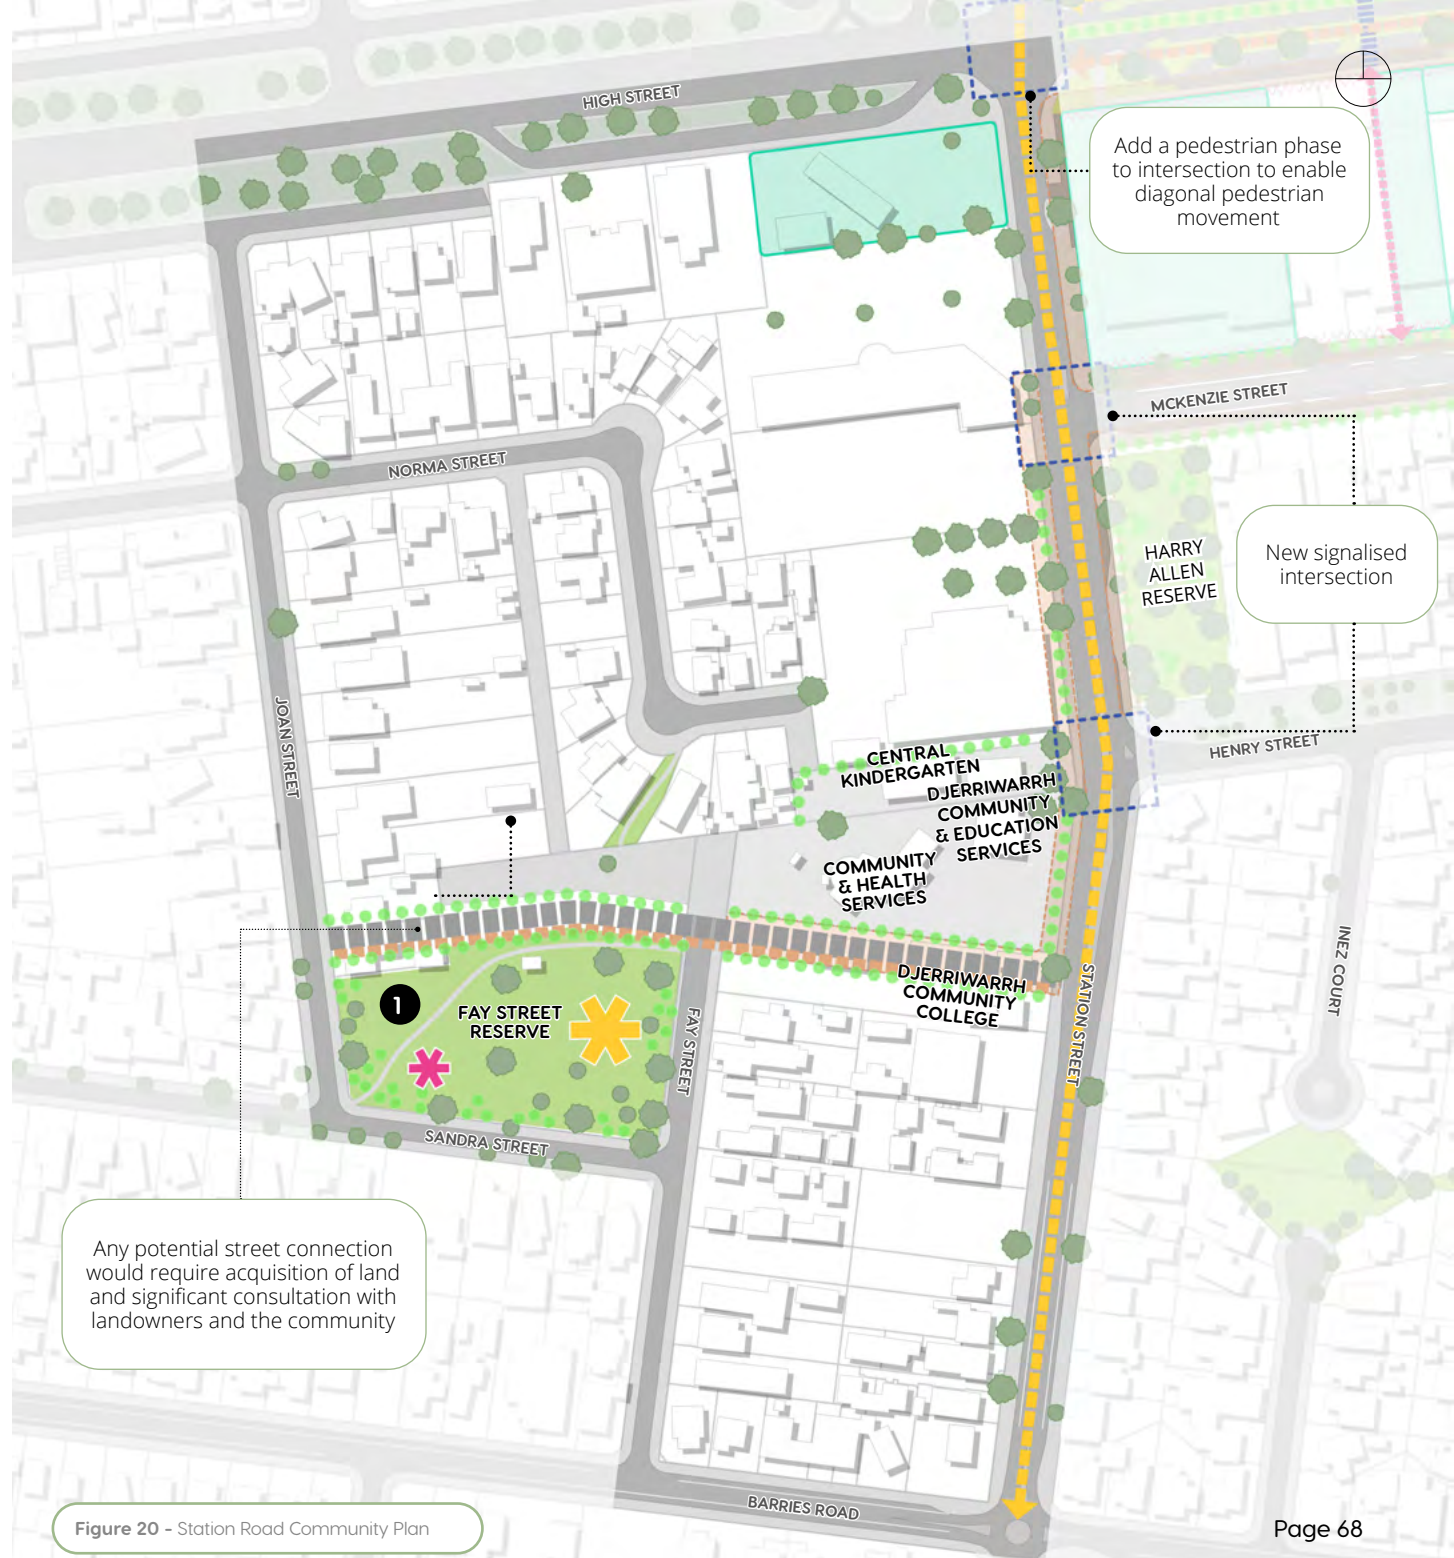 HIGH STREET
Add a pedestrian phase
to intersection to enable
diagonal pedestrian
movement
MCKENZIE STREET
NORMA STREET
HARRY
ALLEN
RESERVE
New signalised
intersection
JOAN STREET
HENRY STREET
CENTRAL
KINDERGARTEN
DJERRIWARRH
COMMUNITY
& EDUCATION
SERVICES
COMMUNITY
& HEALTH
SERVICES
INEZ COURT
DJERRIWARRH
COMMUNITY
COLLEGE
STATION STREET
1
FAY STREET
RESERVE
FAY STREET
SANDRA STREET
Any potential street connection
would require acquisition of land
and significant consultation with
landowners and the community
BARRIES ROAD
Figure 20 - Station Road Community Plan
Page 68